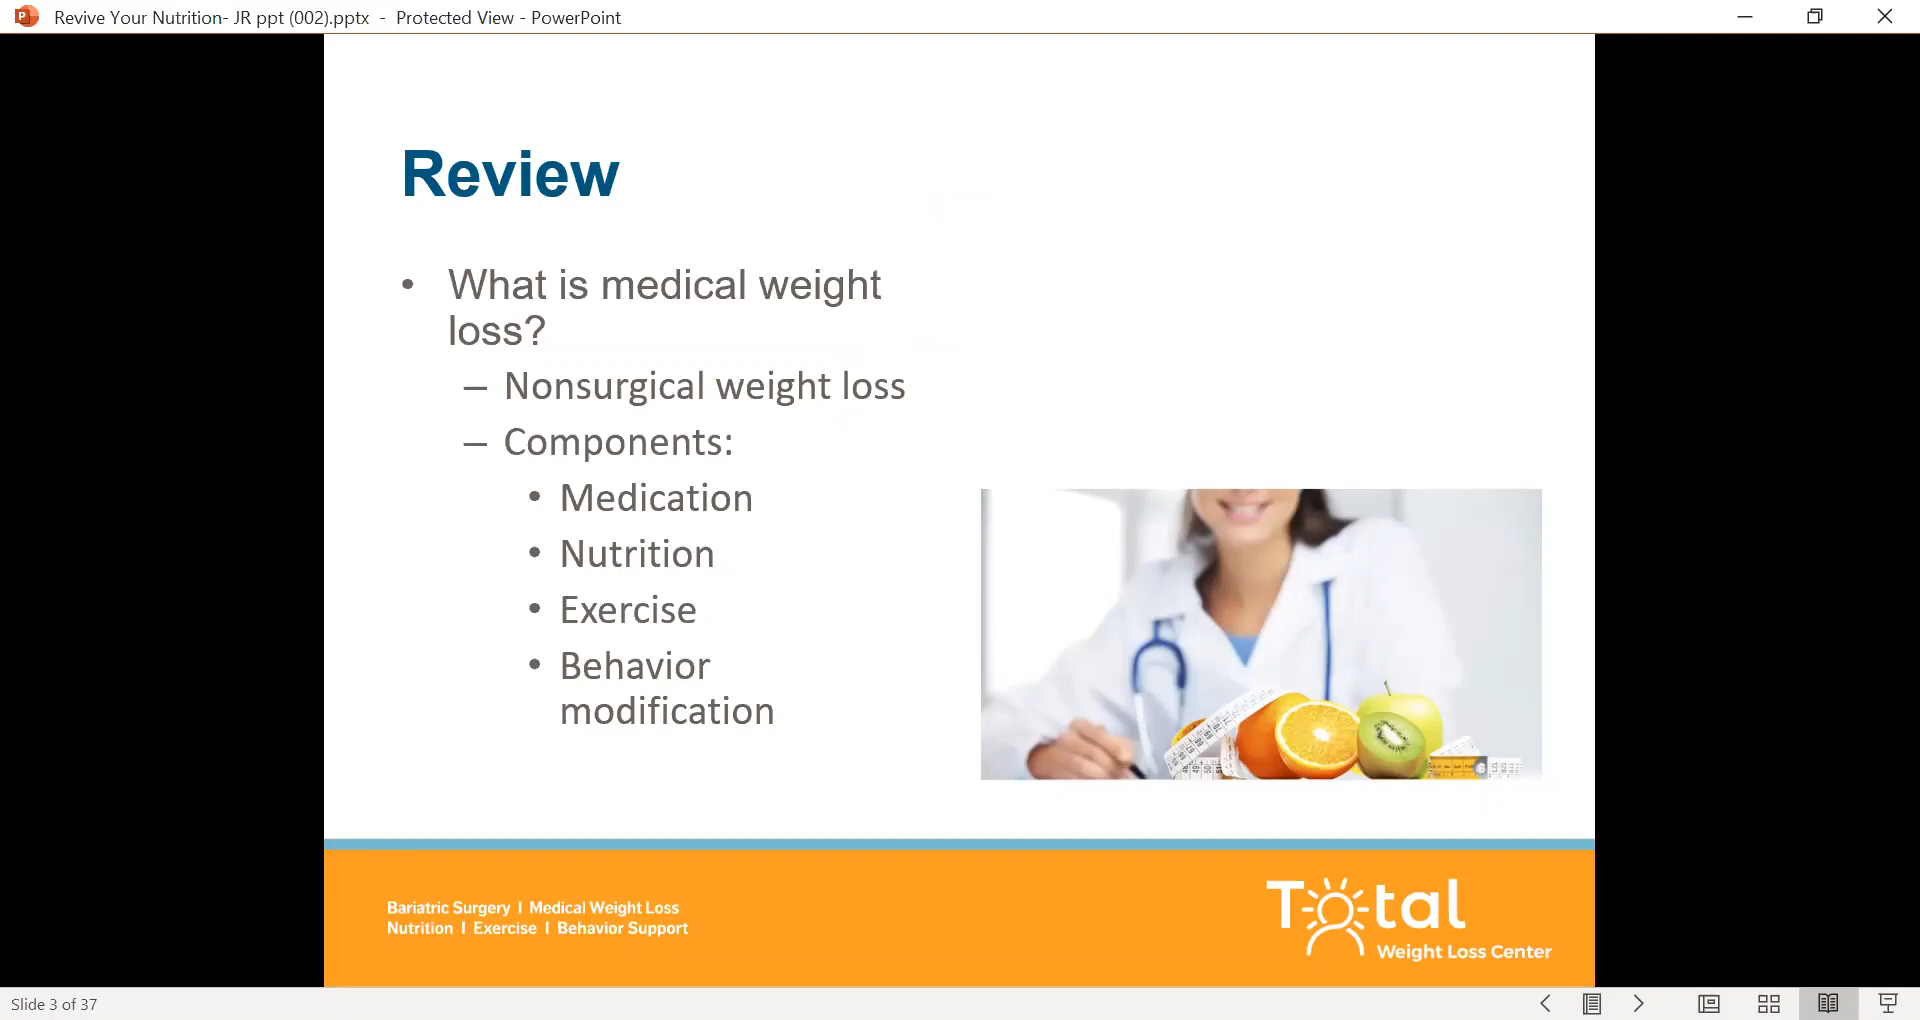 Revive Your Nutrition- JR ppt (002).pptx - Protected View - PowerPoint
Review
• What is medical weight
loss?
– Nonsurgical weight loss
– Components:
• Medication
• Nutrition
• Exercise
• Behavior
modification
Bariatric Surgery I Medical Weight Loss
Nutrition I Exercise I Behavior Support
Total
Weight Loss Center
Slide 3 of 37